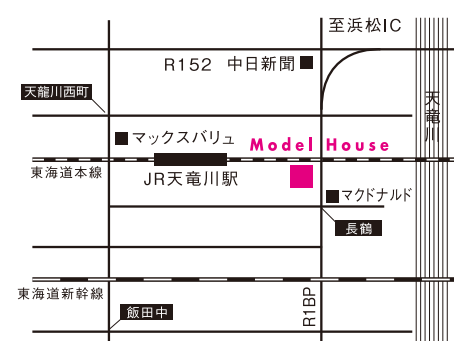 至浜松IC
R152 中日新聞
天龍川西町
天竜川
マックスバリュ
Model House
東海道本線
JR天竜川駅
マクドナルド
長鶴
東海道新幹線
R1BP
飯田中